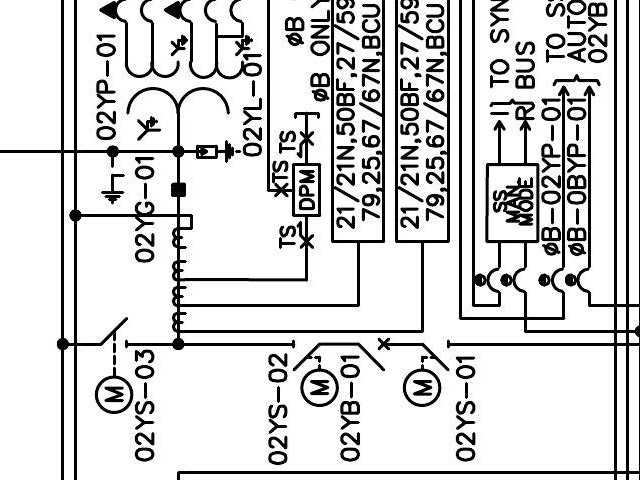 02YP-01
02YL-01
02YG-01
TS
TS
TS
DPM
øB
øB ONLY
21/21N,50BF,27/59
79,25,67/67N,BCU
21/21N,50BF,27/59
79,25,67/67N,BCU
TO SYN
BUS
SS
MAN
MODE
øB-02YP-01
øB-0BYP-01
TO SS
AUTO
02YB
M
02YS-03
02YS-02
M
02YB-01
M
02YS-01